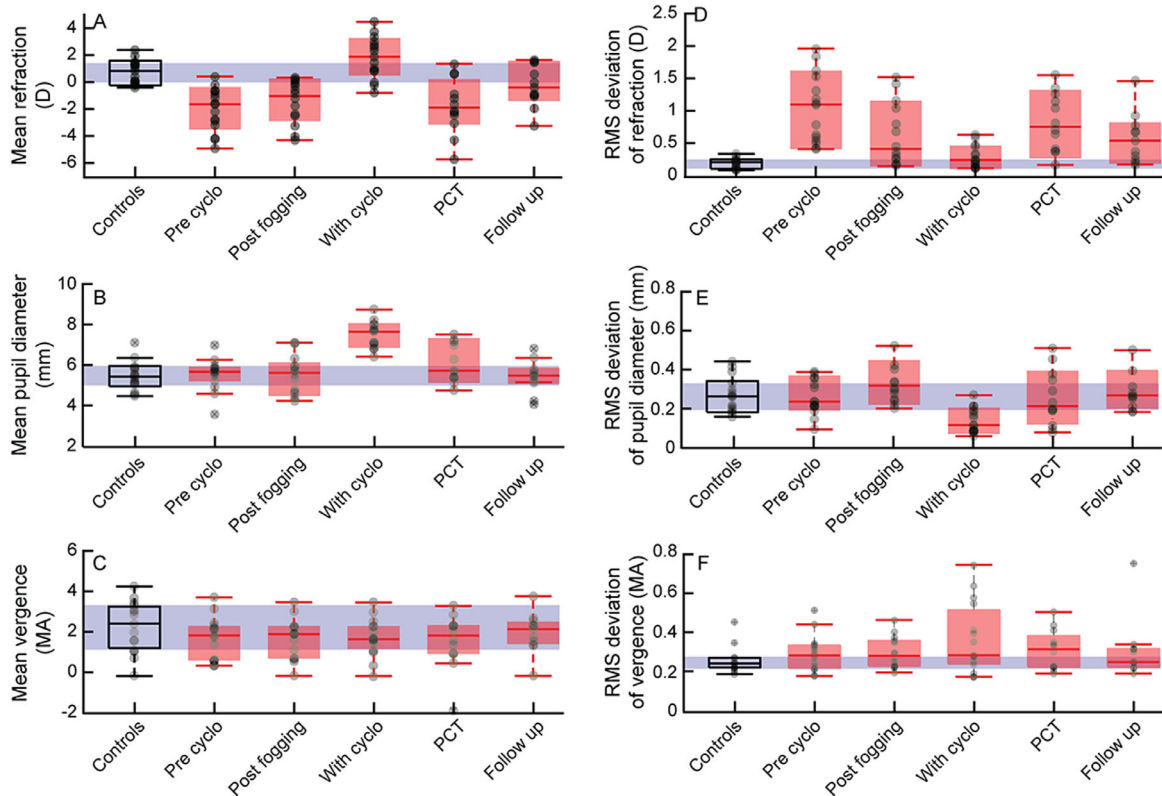 A
Mean refraction
(D)
4
2
0
-2
-4
-6
Controls
Pre cyclo
Post fogging
With cyclo
PCT
Follow up
D
RMS deviation
of refraction (D)
2.5
2
1.5
1
0.5
0
Controls
Pre cyclo
Post fogging
With cyclo
PCT
Follow up
B
Mean pupil diameter
(mm)
10
8
6
4
2
Controls
Pre cyclo
Post fogging
With cyclo
PCT
Follow up
E
RMS deviation
of pupil diameter (mm)
0.8
0.6
0.4
0.2
0
Controls
Pre cyclo
Post fogging
With cyclo
PCT
Follow up
C
Mean vergence
(MA)
6
4
2
0
-2
Controls
Pre cyclo
Post fogging
With cyclo
PCT
Follow up
F
RMS deviation
of vergence (MA)
0.8
0.6
0.4
0.2
0
Controls
Pre cyclo
Post fogging
With cyclo
PCT
Follow up